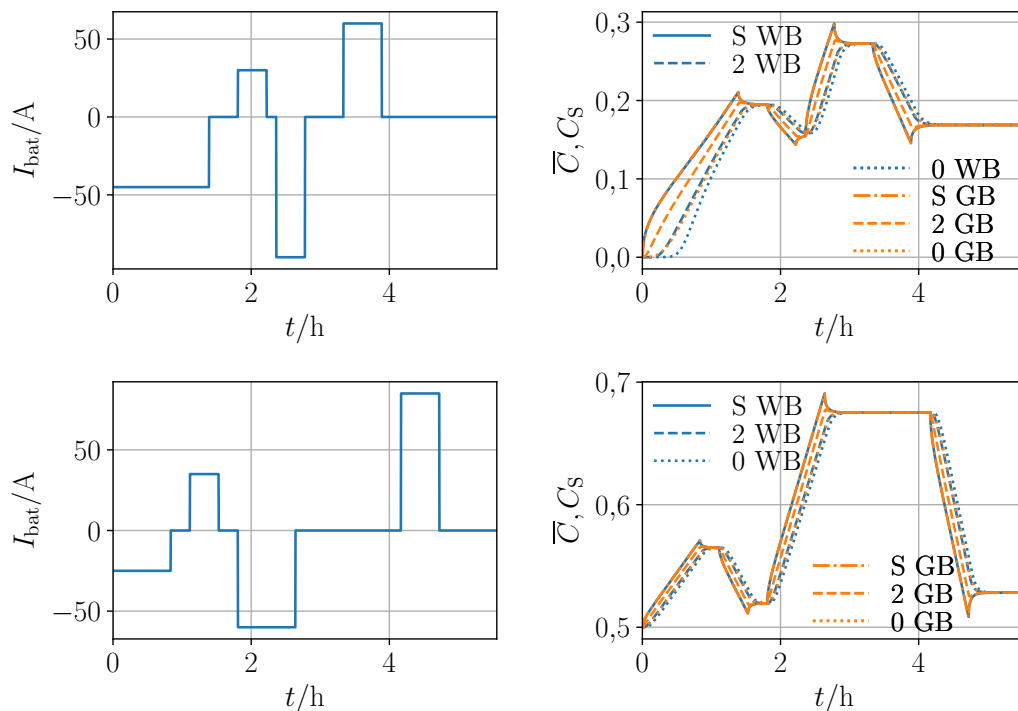 50
0
−50
I_bat/A
0 2 4
t/h
0,3
0,2
0,1
0,0
C̅, C_S
S WB
2 WB
0 WB
S GB
2 GB
0 GB
0 2 4
t/h
50
0
−50
I_bat/A
0 2 4
t/h
0,7
0,6
0,5
C̅, C_S
S WB
2 WB
0 WB
S GB
2 GB
0 GB
0 2 4
t/h